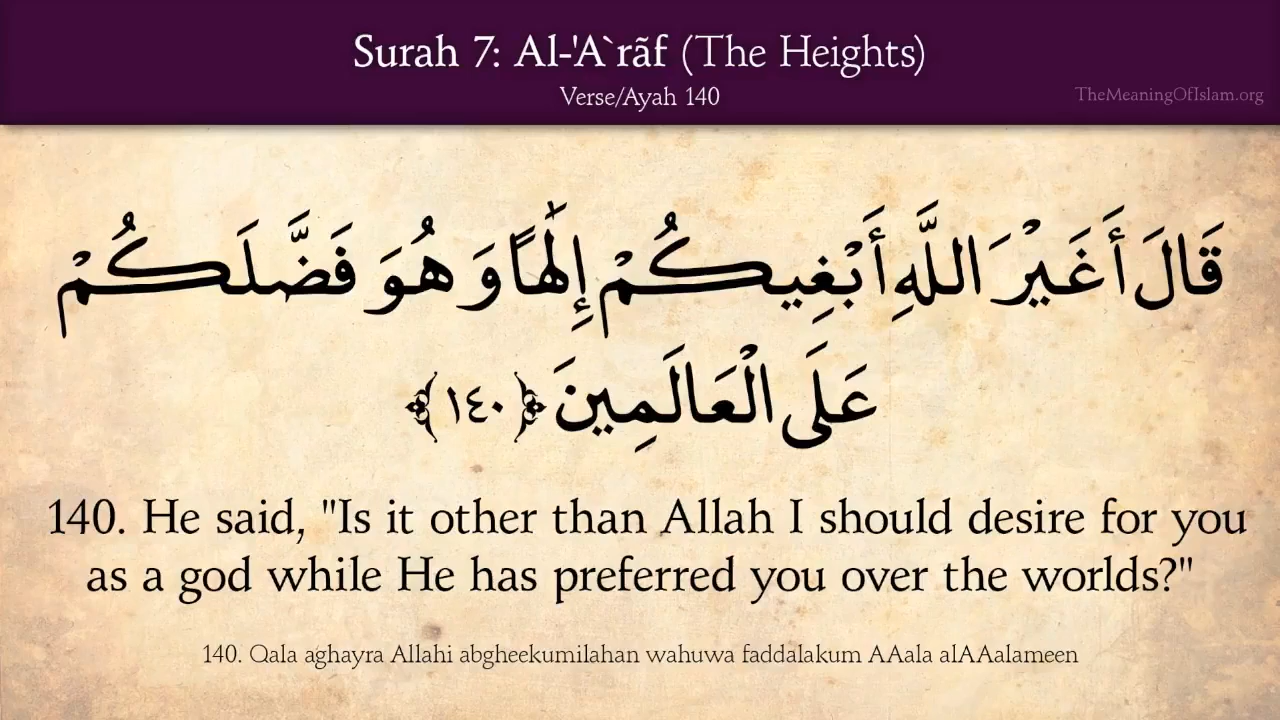 Surah 7: Al-'A`rãf (The Heights)
Verse/Ayah 140
TheMeaningOfIslam.org
قَالَ أَغَيْرَ اللَّهِ أَبْغِيكُمْ إِلَٰهًا وَهُوَ فَضَّلَكُمْ
عَلَى الْعَالَمِينَ ﴿١٤٠﴾
140. He said, "Is it other than Allah I should desire for you
as a god while He has preferred you over the worlds?"
140. Qala aghayra Allahi abgheekumilahan wahuwa faddalakum AAala alAAalameen